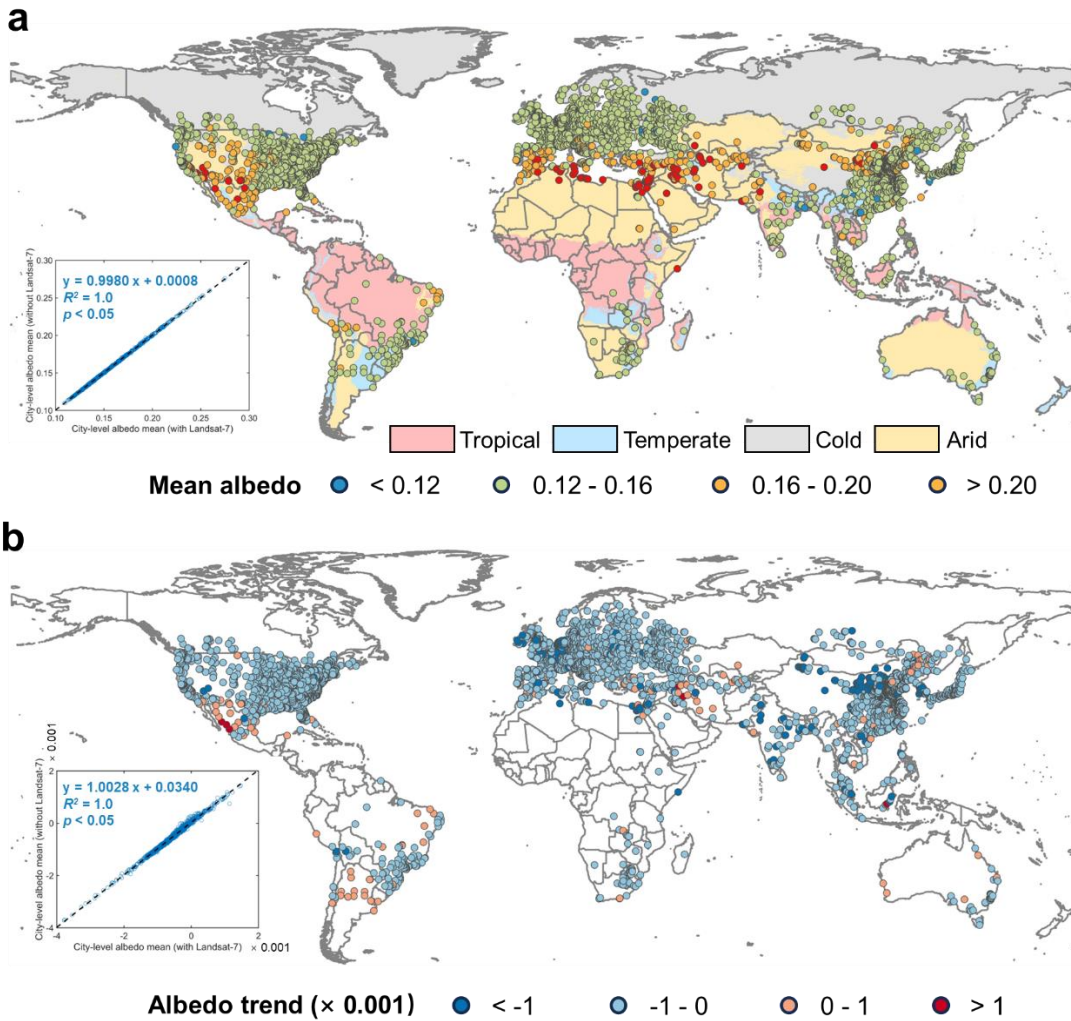 a
y = 0.9980 x + 0.0008
R² = 1.0
p < 0.05
City-level albedo mean (without Landsat-7)
0.30
0.25
0.20
0.15
0.10
0.10 0.15 0.20 0.25 0.30
City-level albedo mean (with Landsat-7)
Tropical Temperate Cold Arid
Mean albedo < 0.12 0.12 - 0.16 0.16 - 0.20 > 0.20
b
× 0.001
y = 1.0028 x + 0.0340
R² = 1.0
p < 0.05
City-level albedo mean (without Landsat-7)
2
0
-2
-4
-4 -2 0 2
City-level albedo mean (with Landsat-7) × 0.001
Albedo trend (× 0.001) < -1 -1 - 0 0 - 1 > 1